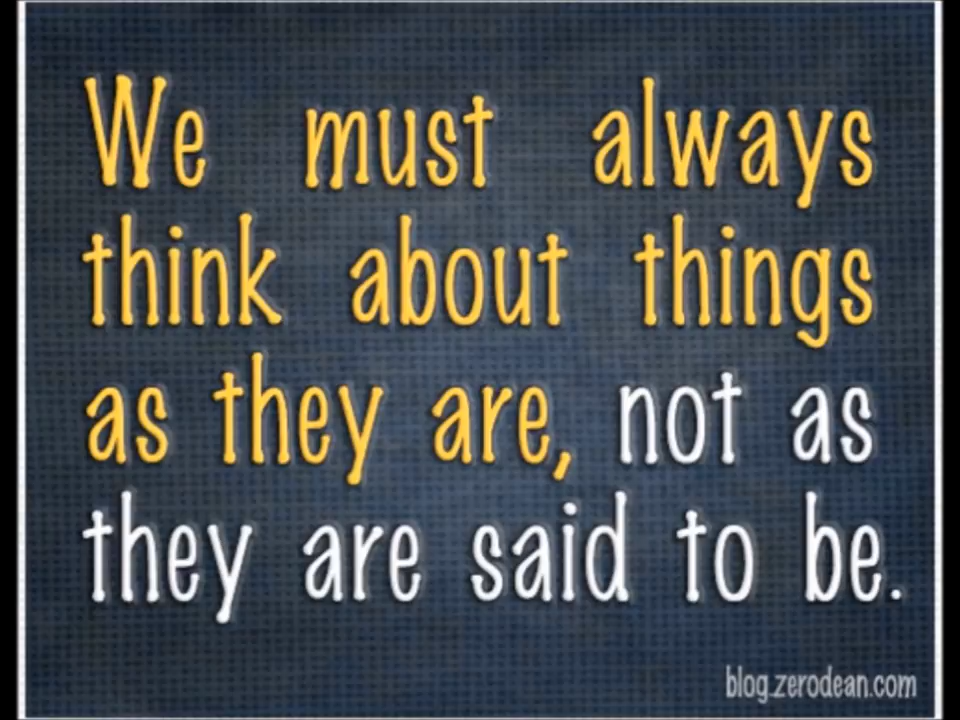 We must always
think about things
as they are, not as
they are said to be.
blog.zerodean.com